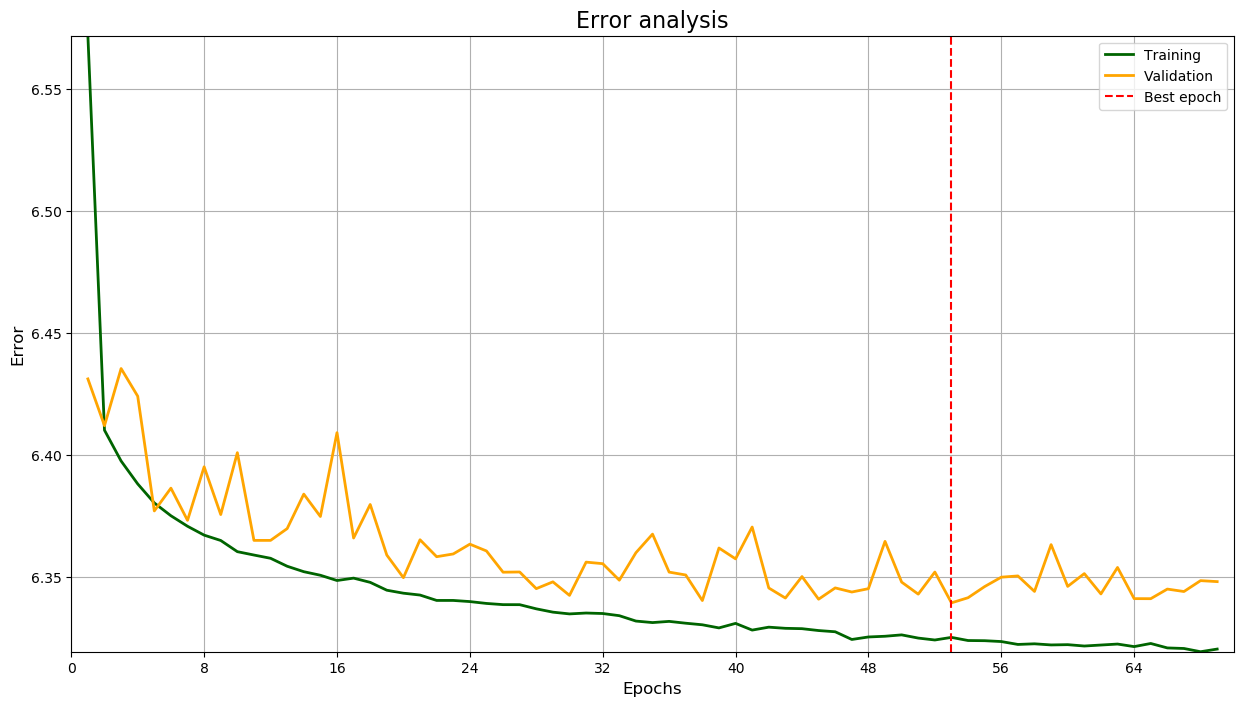 Error analysis
Training
Validation
Best epoch
6.55
6.50
6.45
6.40
6.35
Error
0 8 16 24 32 40 48 56 64
Epochs